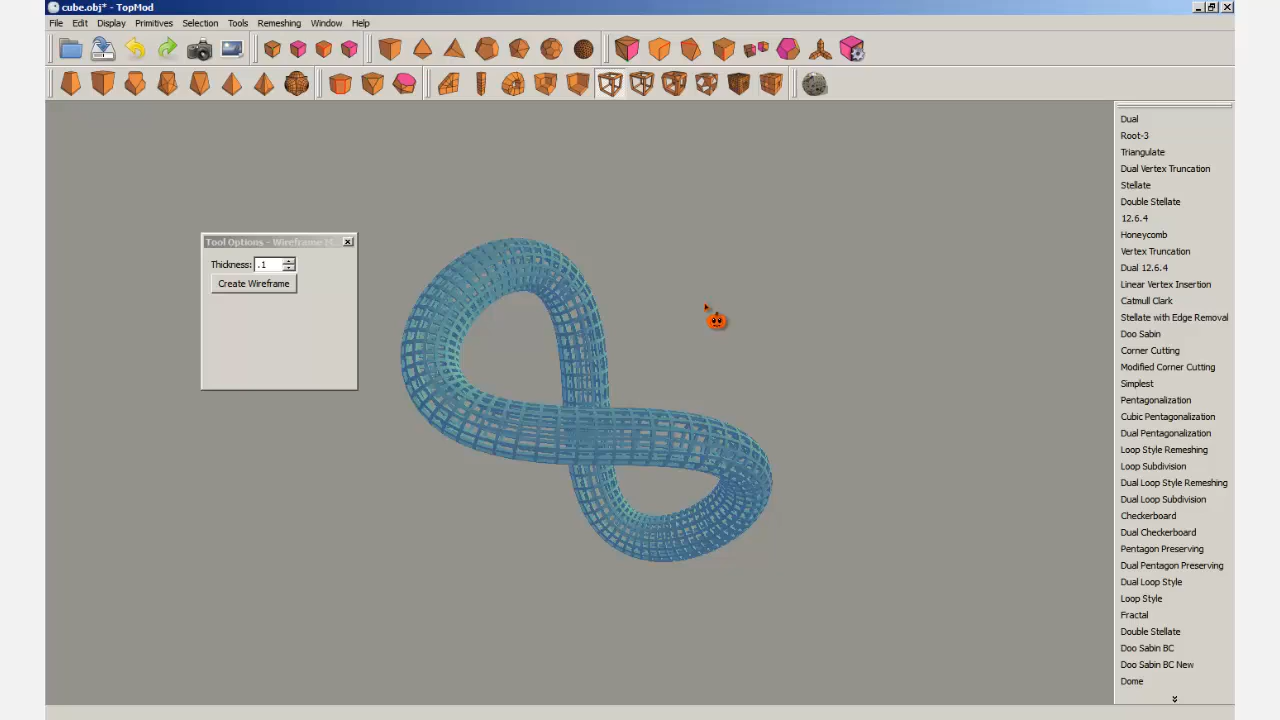 cube.obj* - TopMod
File Edit Display Primitives Selection Tools Remeshing Window Help
Tool Options - Wireframe
Thickness: .1
Create Wireframe
Dual
Root-3
Triangulate
Dual Vertex Truncation
Stellate
Double Stellate
12.6.4
Honeycomb
Vertex Truncation
Dual 12.6.4
Linear Vertex Insertion
Catmull Clark
Stellate with Edge Removal
Doo Sabin
Corner Cutting
Modified Corner Cutting
Simplest
Pentagonalization
Cubic Pentagonalization
Dual Pentagonalization
Loop Style Remeshing
Loop Subdivision
Dual Loop Style Remeshing
Dual Loop Subdivision
Checkerboard
Dual Checkerboard
Pentagon Preserving
Dual Pentagon Preserving
Dual Loop Style
Loop Style
Fractal
Double Stellate
Doo Sabin BC
Doo Sabin BC New
Dome